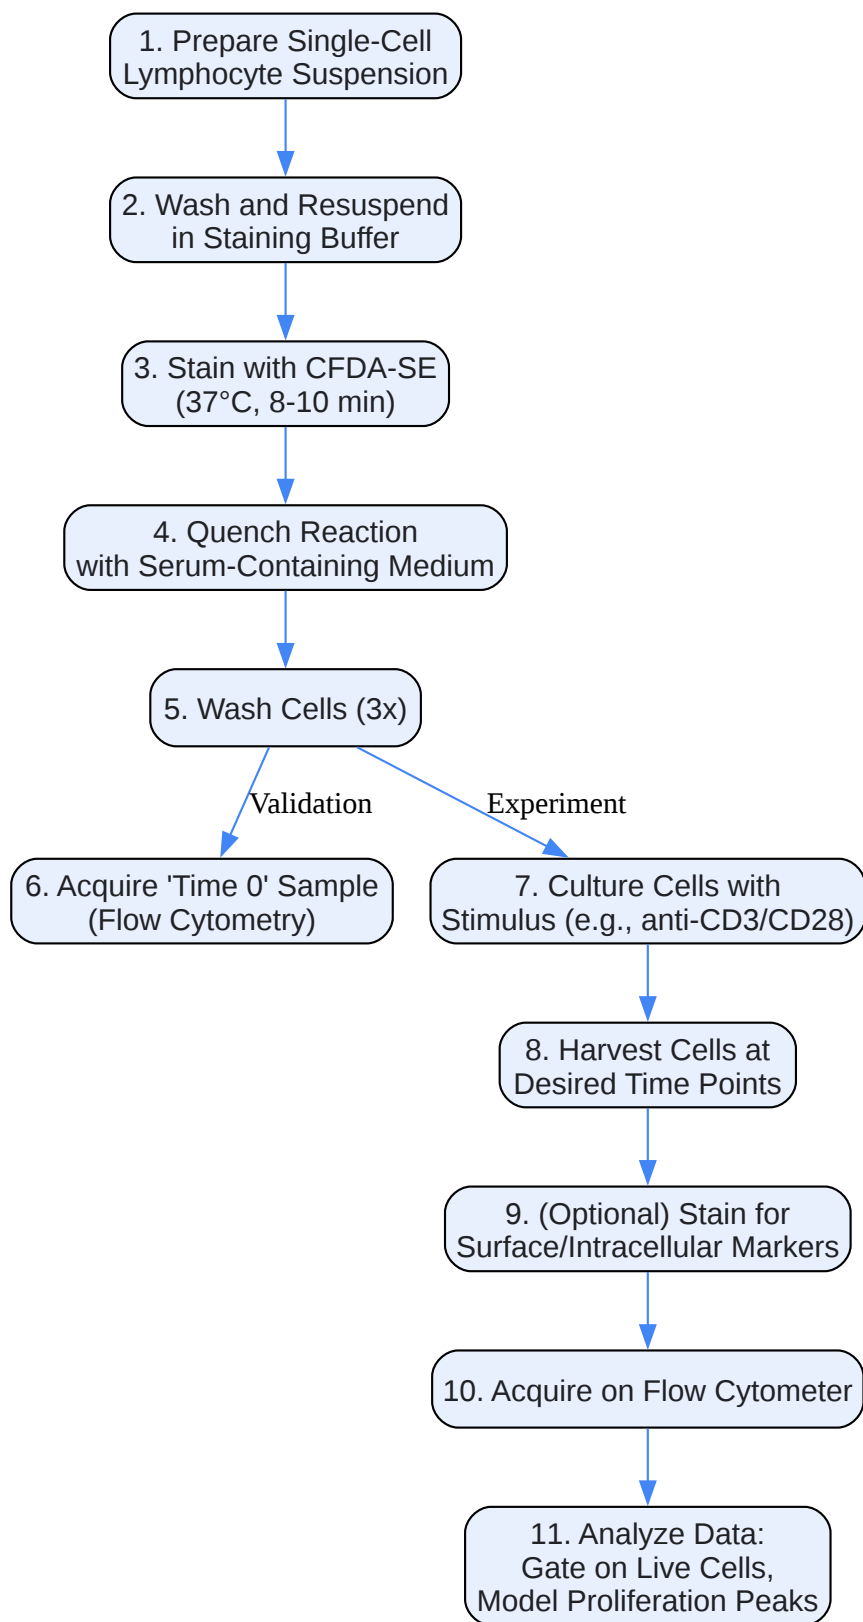 1. Prepare Single-Cell
Lymphocyte Suspension
2. Wash and Resuspend
in Staining Buffer
3. Stain with CFDA-SE
(37°C, 8-10 min)
4. Quench Reaction
with Serum-Containing Medium
5. Wash Cells (3x)
Validation
Experiment
6. Acquire 'Time 0' Sample
(Flow Cytometry)
7. Culture Cells with
Stimulus (e.g., anti-CD3/CD28)
8. Harvest Cells at
Desired Time Points
9. (Optional) Stain for
Surface/Intracellular Markers
10. Acquire on Flow Cytometer
11. Analyze Data:
Gate on Live Cells,
Model Proliferation Peaks